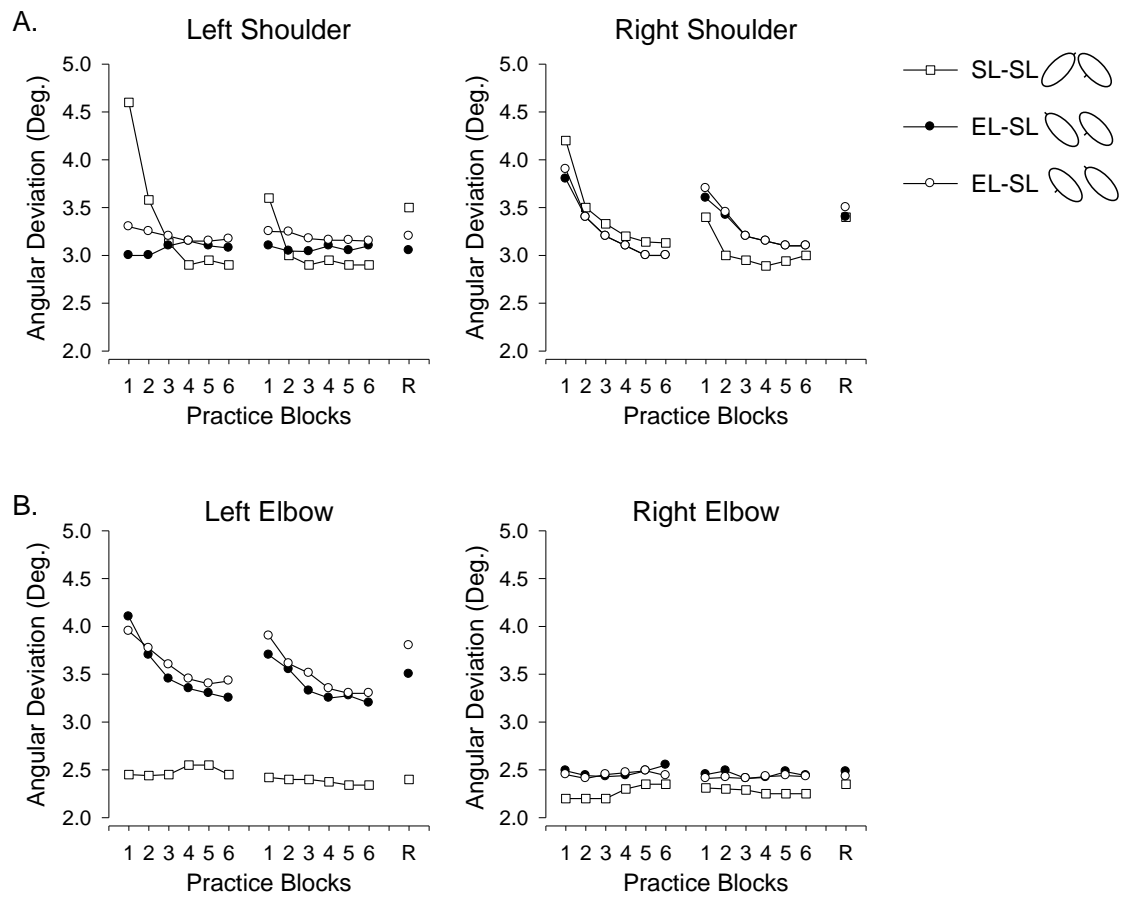 A.
Left Shoulder
Right Shoulder
Angular Deviation (Deg.)
5.0
4.5
4.0
3.5
3.0
2.5
2.0
1 2 3 4 5 6 1 2 3 4 5 6 R
Practice Blocks
Angular Deviation (Deg.)
5.0
4.5
4.0
3.5
3.0
2.5
2.0
1 2 3 4 5 6 1 2 3 4 5 6 R
Practice Blocks
SL-SL
EL-SL
EL-SL
B.
Left Elbow
Right Elbow
Angular Deviation (Deg.)
5.0
4.5
4.0
3.5
3.0
2.5
2.0
1 2 3 4 5 6 1 2 3 4 5 6 R
Practice Blocks
Angular Deviation (Deg.)
5.0
4.5
4.0
3.5
3.0
2.5
2.0
1 2 3 4 5 6 1 2 3 4 5 6 R
Practice Blocks